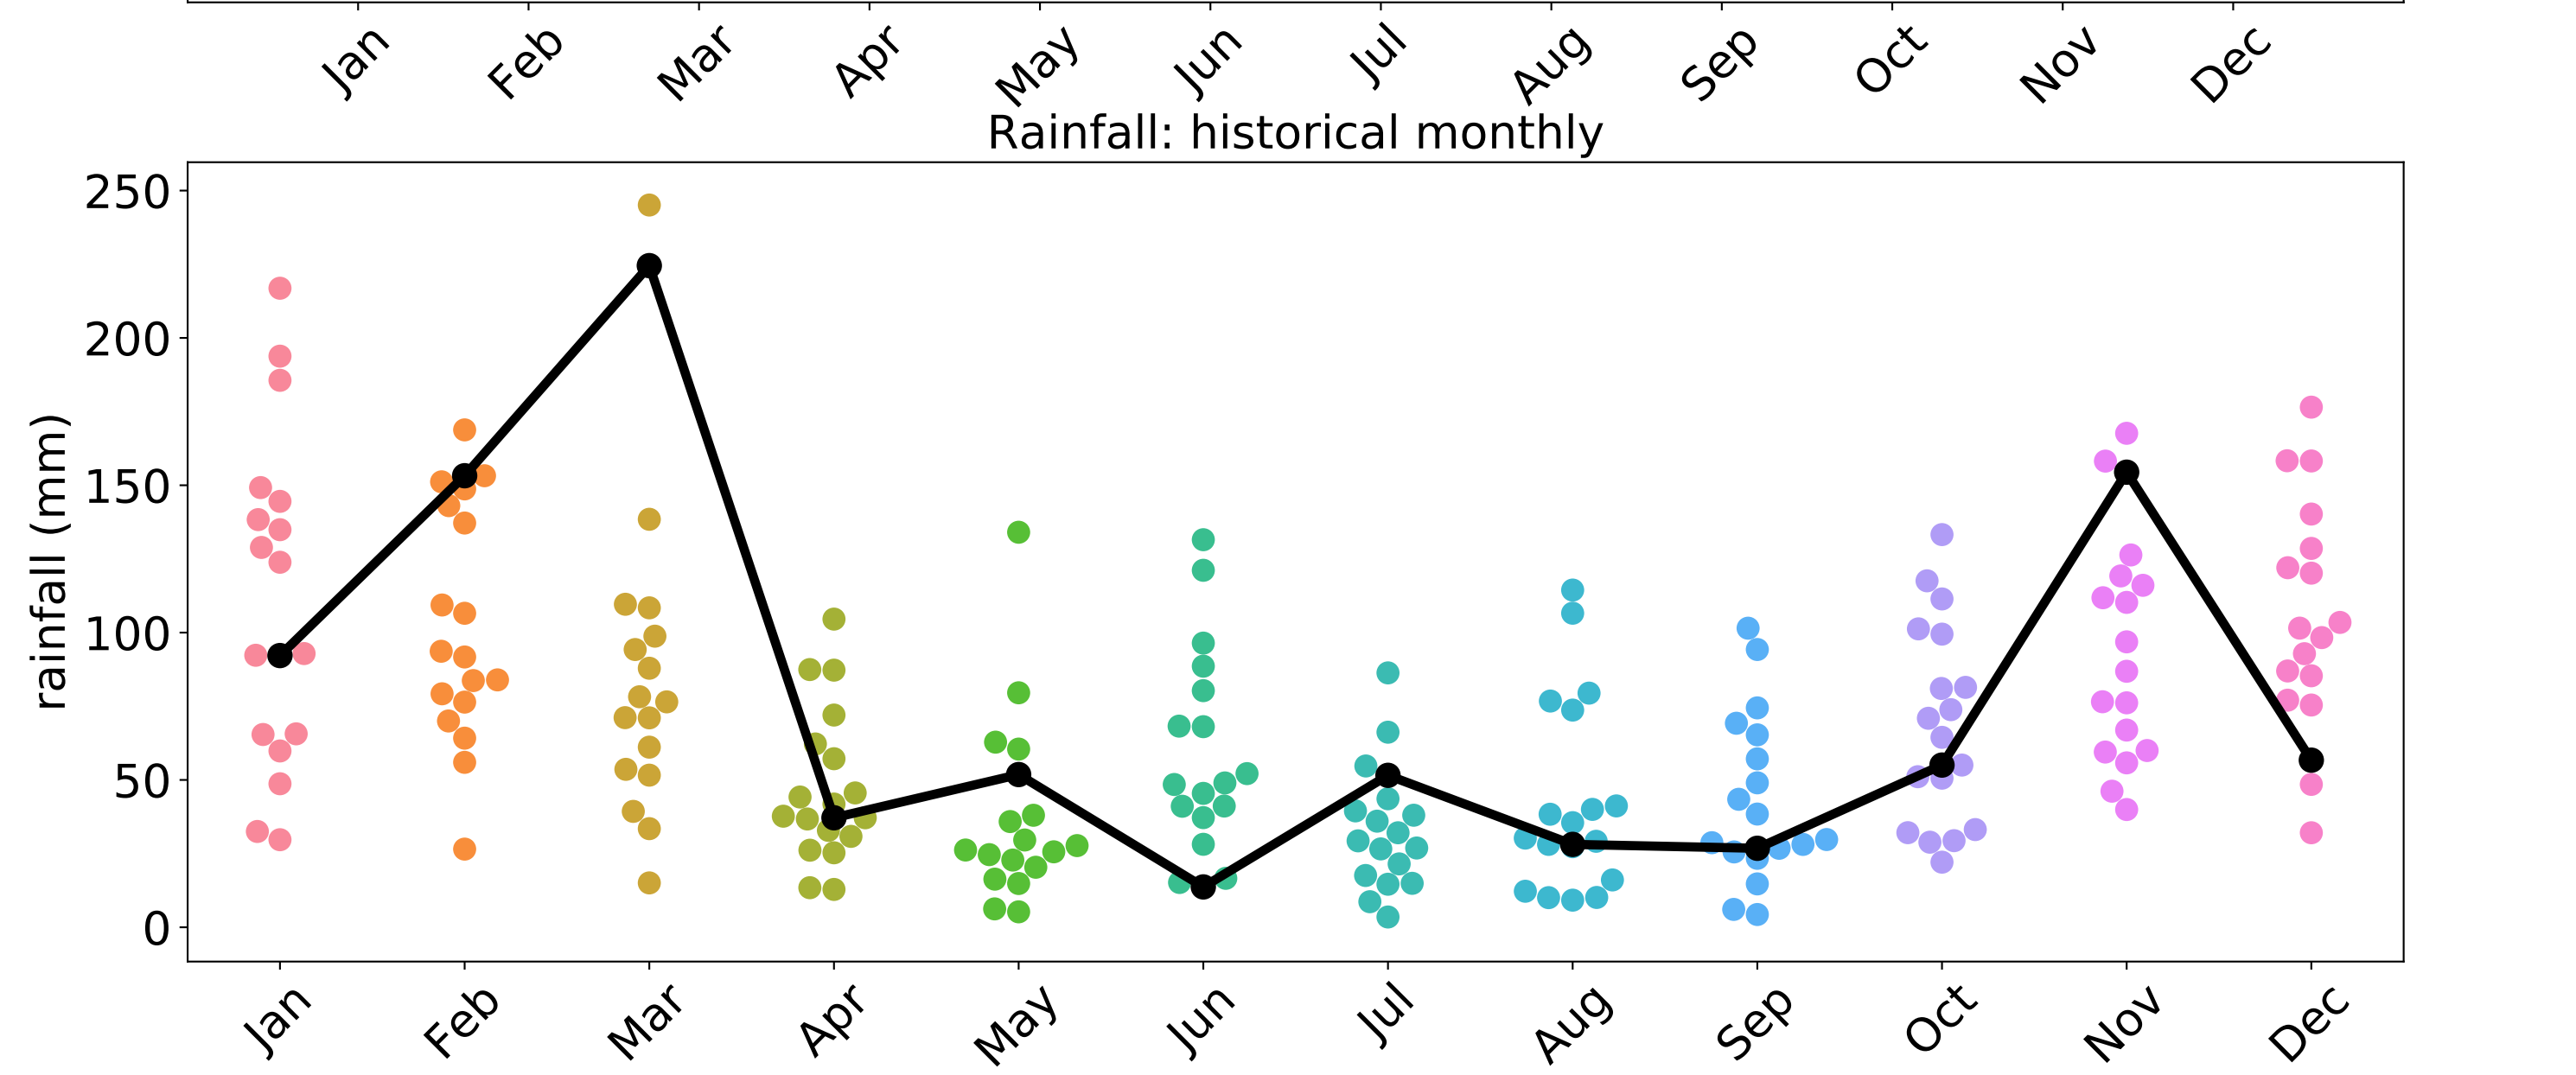 Jan Feb Mar Apr May Jun Jul Aug Sep Oct Nov Dec
Rainfall: historical monthly
rainfall (mm)
250
200
150
100
50
0
Jan Feb Mar Apr May Jun Jul Aug Sep Oct Nov Dec